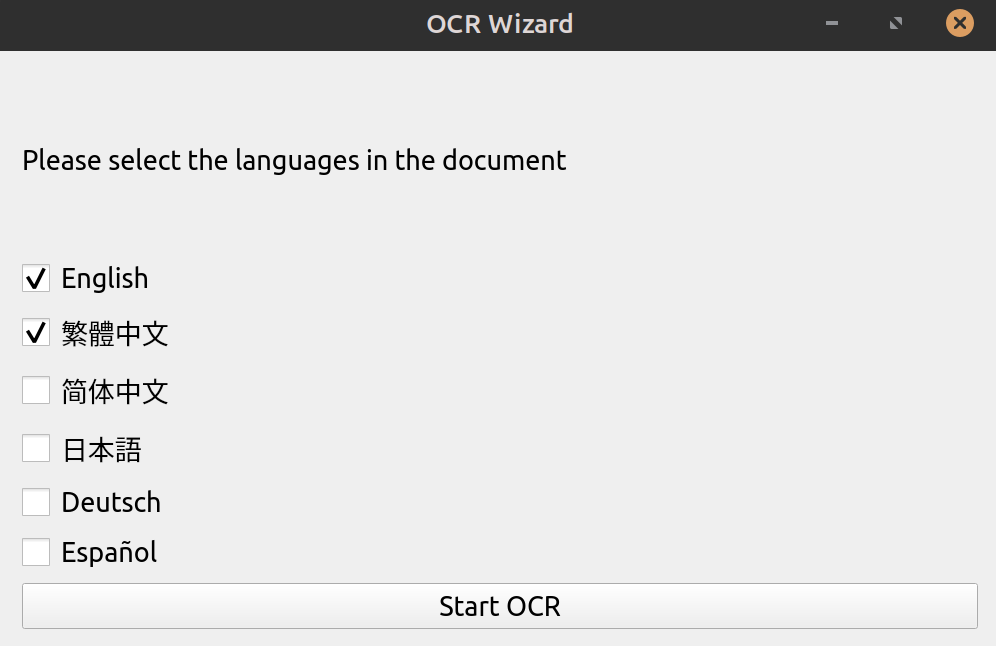 OCR Wizard
Please select the languages in the document
English
繁體中文
简体中文
日本語
Deutsch
Español
Start OCR